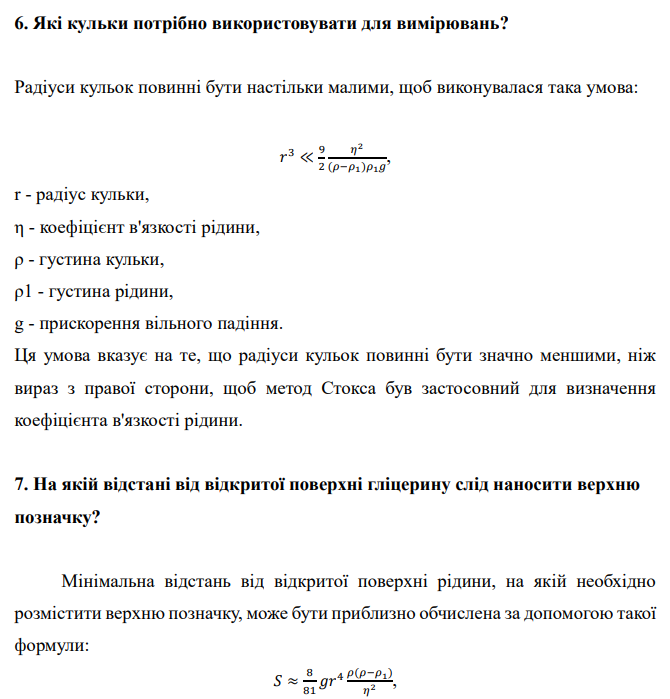 6. Які кульки потрібно використовувати для вимірювань?
Радіуси кульок повинні бути настільки малими, щоб виконувалася така умова:
r³ ≪ 9/2 η²/((ρ−ρ₁)ρ₁g),
r - радіус кульки,
η - коефіцієнт в'язкості рідини,
ρ - густина кульки,
ρ1 - густина рідини,
g - прискорення вільного падіння.
Ця умова вказує на те, що радіуси кульок повинні бути значно меншими, ніж
вираз з правої сторони, щоб метод Стокса був застосовний для визначення
коефіцієнта в'язкості рідини.
7. На якій відстані від відкритої поверхні гліцерину слід наносити верхню
позначку?
Мінімальна відстань від відкритої поверхні рідини, на якій необхідно
розмістити верхню позначку, може бути приблизно обчислена за допомогою такої
формули:
S ≈ 8/81 gr⁴ ρ(ρ−ρ₁)/η²,